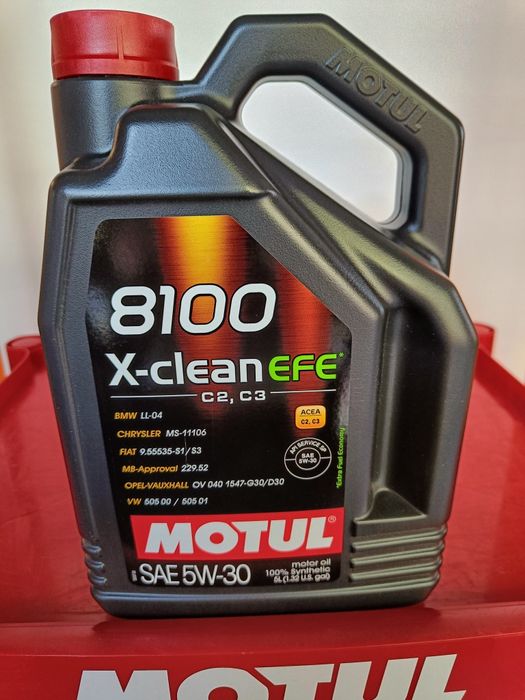 MOTUL
8100
X-clean EFE*
C2, C3
BMW LL-04
CHRYSLER MS-11106
FIAT 9.55535-S1/S3
MB-Approval 229.52
OPEL-VAUXHALL OV 040 1547-G30/D30
VW 505 00 / 505 01
ACEA
C2, C3
API SERVICE SP
SAE
5W-30
*Extra Fuel Economy
MOTUL
SAE 5W-30
motor oil
100% Synthetic
5L (1.32 U.S. gal)
MOTUL